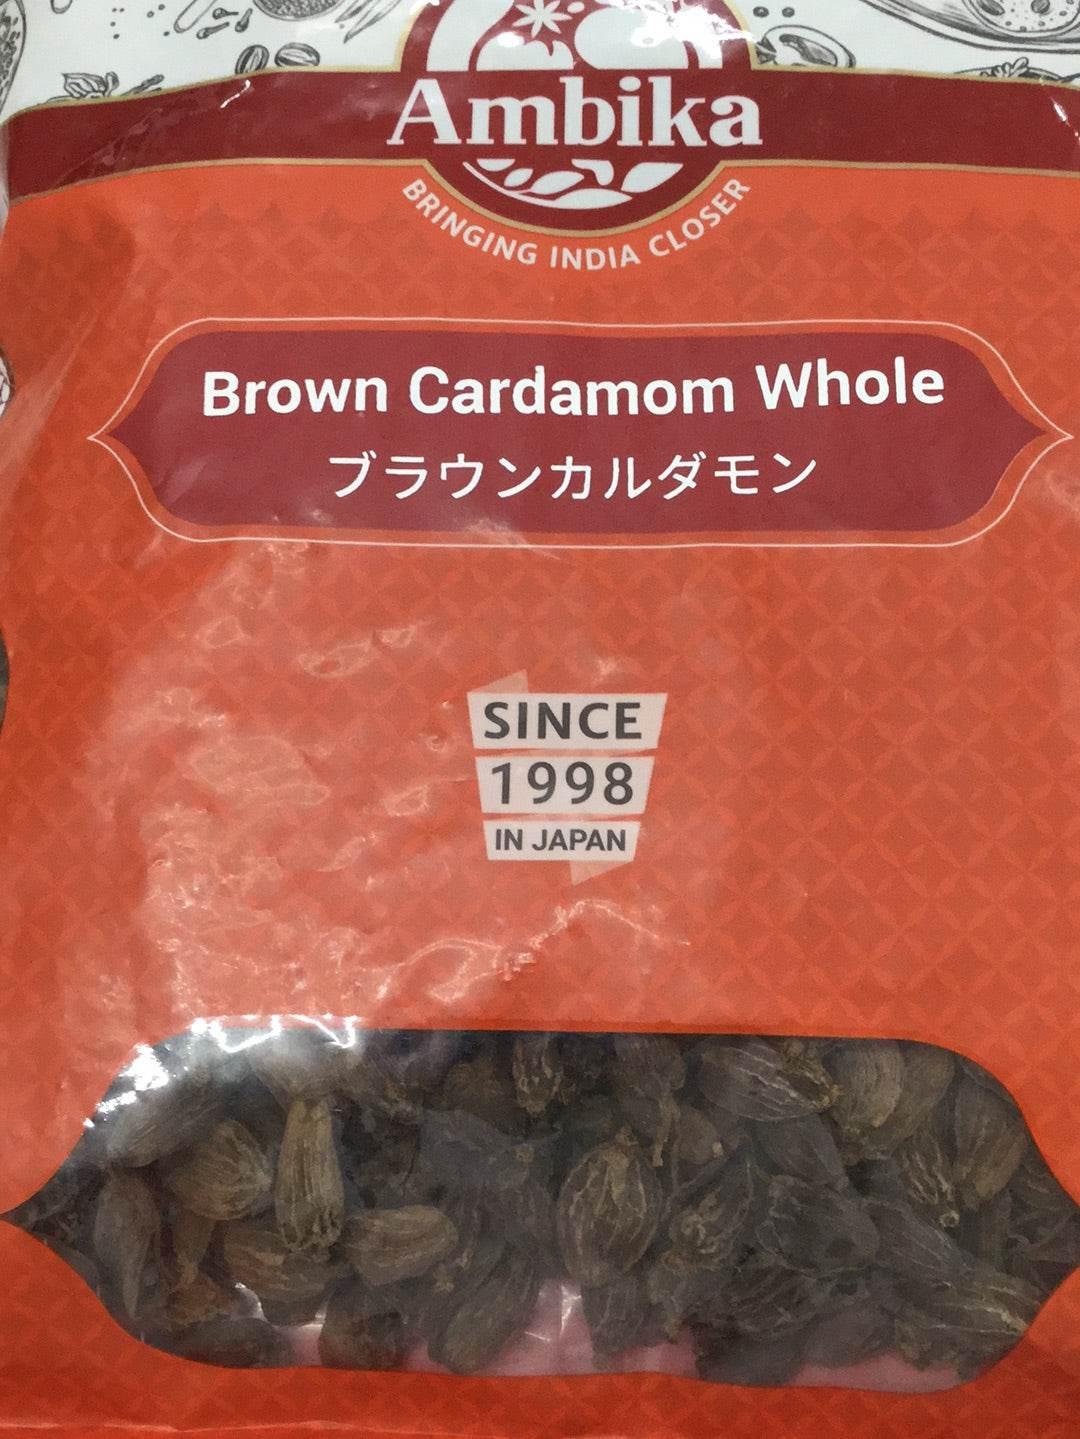 Ambika
BRINGING INDIA CLOSER
Brown Cardamom Whole
ブラウンカルダモン
SINCE
1998
IN JAPAN